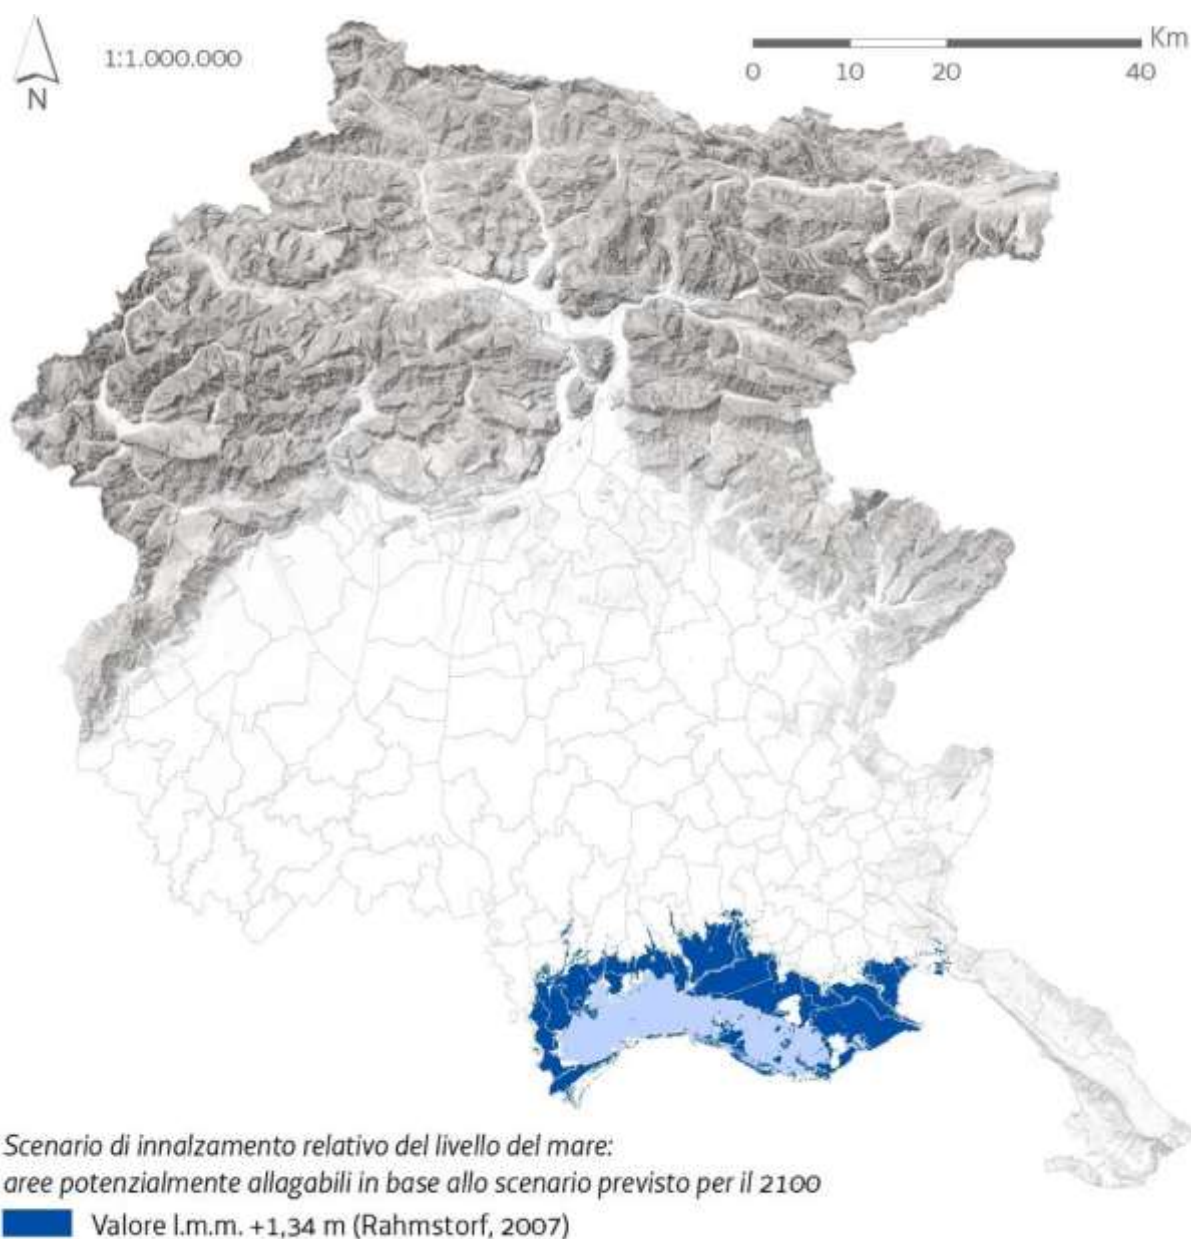 1:1.000.000
Km
0 10 20 40
N
Scenario di innalzamento relativo del livello del mare:
aree potenzialmente allagabili in base allo scenario previsto per il 2100
Valore l.m.m. +1,34 m (Rahmstorf, 2007)